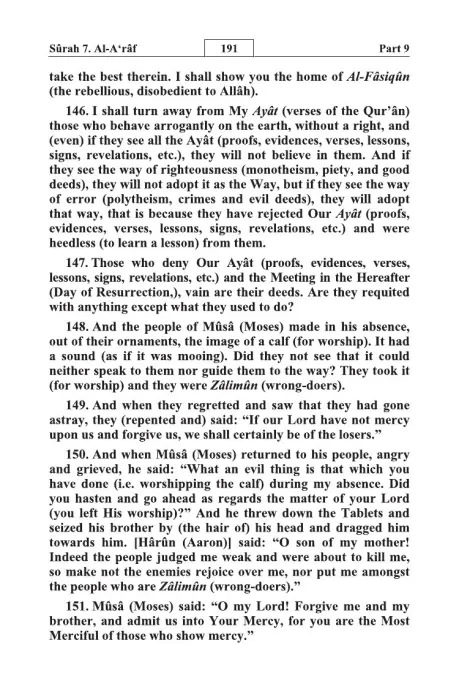 Sûrah 7. Al-A‘râf 191 Part 9
take the best therein. I shall show you the home of Al-Fâsiqûn
(the rebellious, disobedient to Allâh).
146. I shall turn away from My Ayât (verses of the Qur’ân)
those who behave arrogantly on the earth, without a right, and
(even) if they see all the Ayât (proofs, evidences, verses, lessons,
signs, revelations, etc.), they will not believe in them. And if
they see the way of righteousness (monotheism, piety, and good
deeds), they will not adopt it as the Way, but if they see the way
of error (polytheism, crimes and evil deeds), they will adopt
that way, that is because they have rejected Our Ayât (proofs,
evidences, verses, lessons, signs, revelations, etc.) and were
heedless (to learn a lesson) from them.
147. Those who deny Our Ayât (proofs, evidences, verses,
lessons, signs, revelations, etc.) and the Meeting in the Hereafter
(Day of Resurrection,), vain are their deeds. Are they requited
with anything except what they used to do?
148. And the people of Mûsâ (Moses) made in his absence,
out of their ornaments, the image of a calf (for worship). It had
a sound (as if it was mooing). Did they not see that it could
neither speak to them nor guide them to the way? They took it
(for worship) and they were Zâlimûn (wrong-doers).
149. And when they regretted and saw that they had gone
astray, they (repented and) said: “If our Lord have not mercy
upon us and forgive us, we shall certainly be of the losers.”
150. And when Mûsâ (Moses) returned to his people, angry
and grieved, he said: “What an evil thing is that which you
have done (i.e. worshipping the calf) during my absence. Did
you hasten and go ahead as regards the matter of your Lord
(you left His worship)?” And he threw down the Tablets and
seized his brother by (the hair of) his head and dragged him
towards him. [Hârûn (Aaron)] said: “O son of my mother!
Indeed the people judged me weak and were about to kill me,
so make not the enemies rejoice over me, nor put me amongst
the people who are Zâlimûn (wrong-doers).”
151. Mûsâ (Moses) said: “O my Lord! Forgive me and my
brother, and admit us into Your Mercy, for you are the Most
Merciful of those who show mercy.”